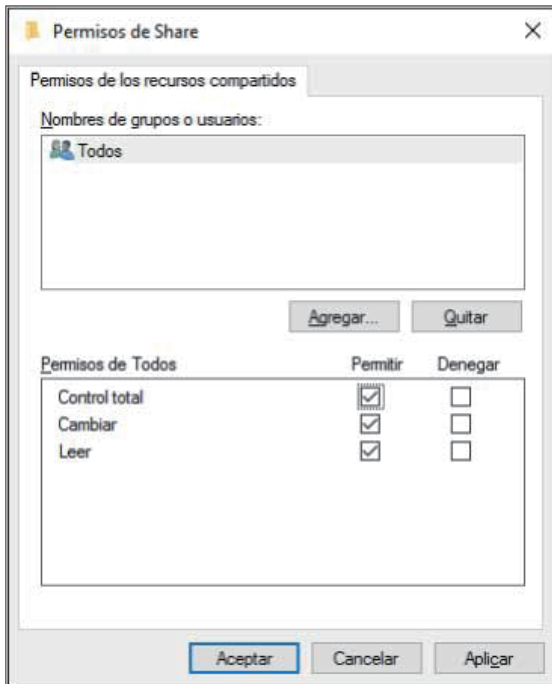 Permisos de Share
Permisos de los recursos compartidos
Nombres de grupos o usuarios:
Todos
Agregar... Quitar
Permisos de Todos Permitir Denegar
Control total
Cambiar
Leer
Aceptar Cancelar Aplicar